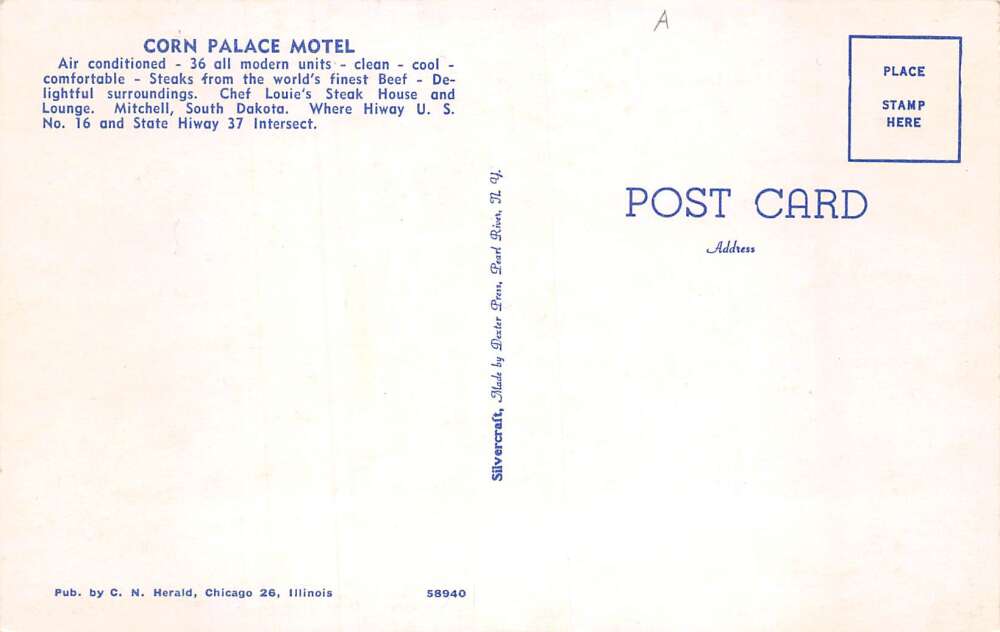 A
CORN PALACE MOTEL
Air conditioned - 36 all modern units - clean - cool -
comfortable - Steaks from the world's finest Beef - De-
lightful surroundings. Chef Louie's Steak House and
Lounge. Mitchell, South Dakota. Where Hiway U. S.
No. 16 and State Hiway 37 Intersect.
PLACE
STAMP
HERE
POST CARD
Address
Silvercraft, Made by Dexter Press, Pearl River, N. Y.
Pub. by C. N. Herald, Chicago 26, Illinois 58940